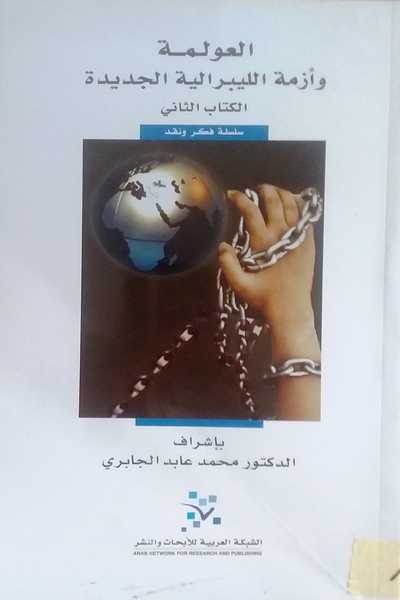 العولمة
وأزمة الليبرالية الجديدة
الكتاب الثاني
سلسلة فكر ونقد
بإشراف
الدكتور محمد عابد الجابري
الشبكة العربية للأبحاث والنشر
ARAB NETWORK FOR RESEARCH AND PUBLISHING